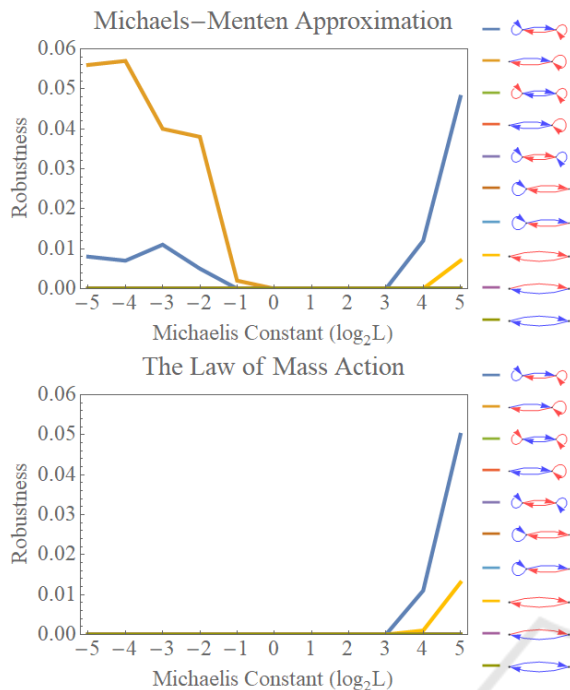 Michaels−Menten Approximation
0.06
0.05
0.04
0.03
0.02
0.01
0.00
Robustness
−5 −4 −3 −2 −1 0 1 2 3 4 5
Michaelis Constant (log₂L)
The Law of Mass Action
0.06
0.05
0.04
0.03
0.02
0.01
0.00
Robustness
−5 −4 −3 −2 −1 0 1 2 3 4 5
Michaelis Constant (log₂L)